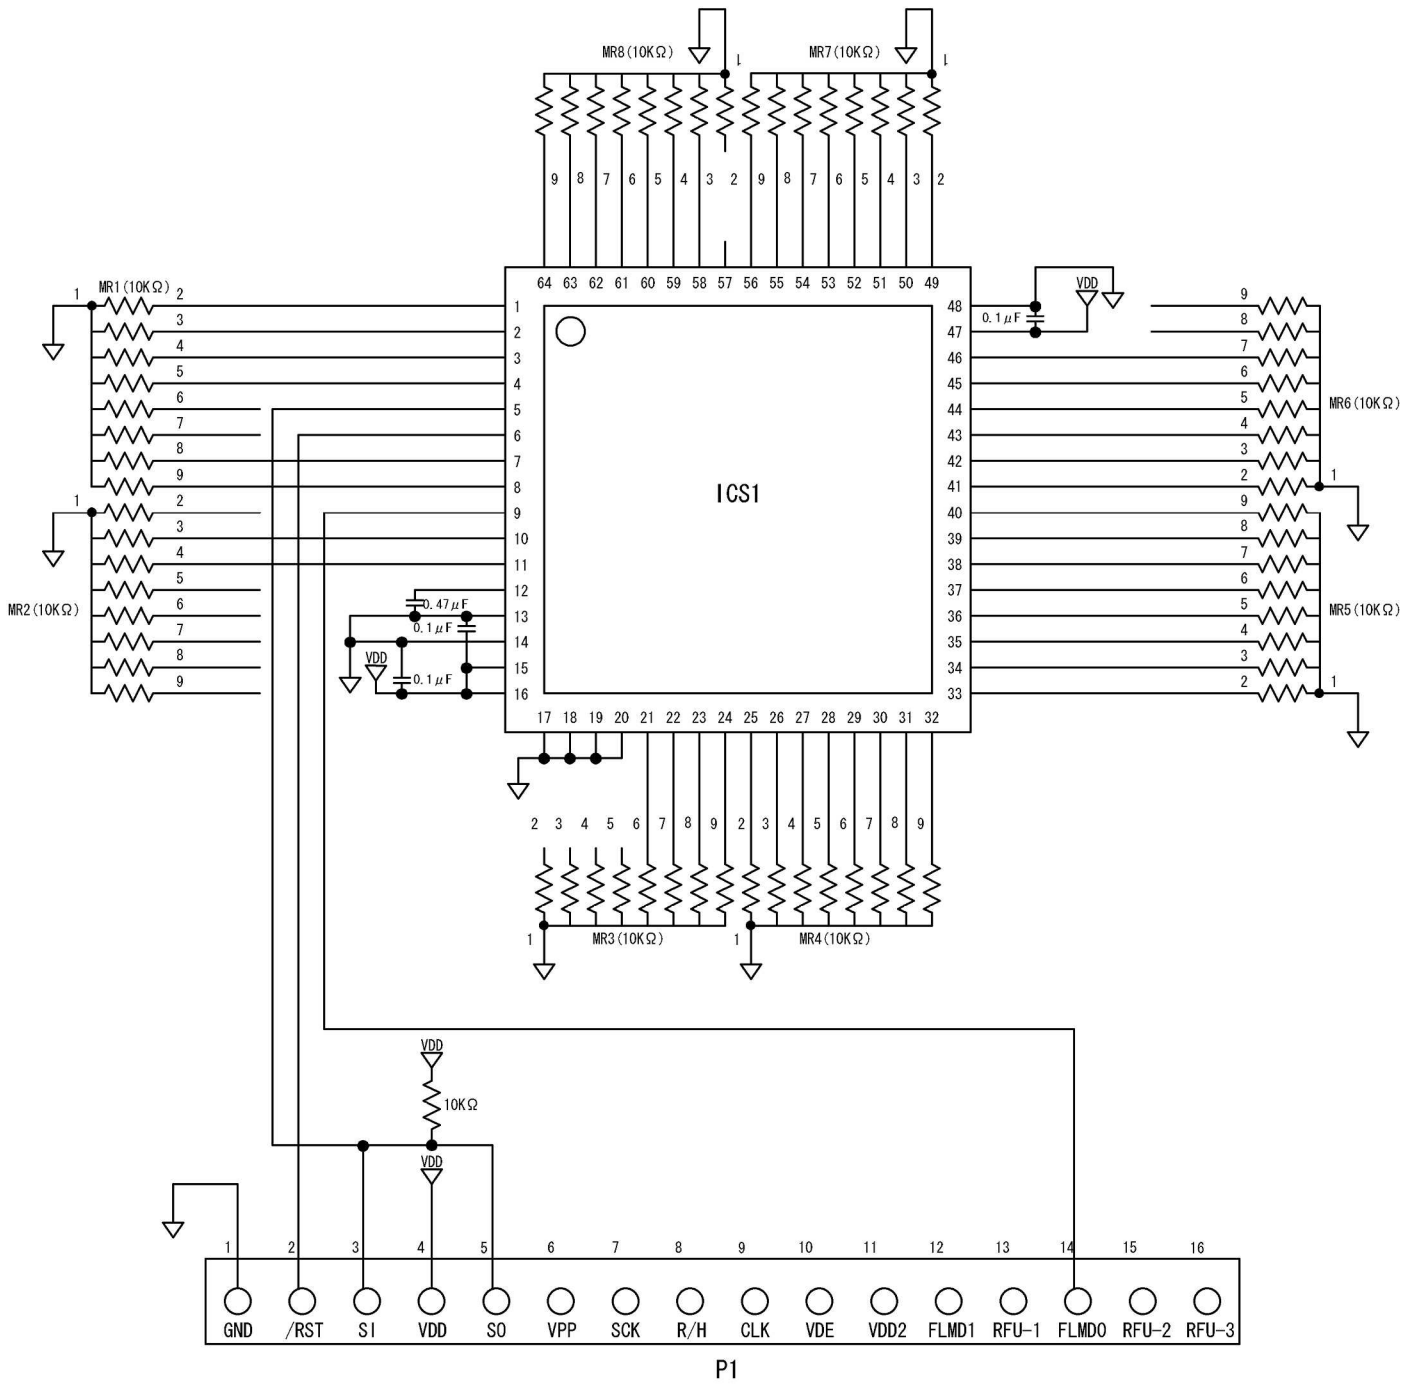 MR8(10KΩ)
1
MR7(10KΩ)
1
9 8 7 6 5 4 3 2 9 8 7 6 5 4 3 2
64 63 62 61 60 59 58 57 56 55 54 53 52 51 50 49
1
MR1(10KΩ)
2
3
4
5
6
7
8
9
1
2
3
4
5
6
7
8
9
MR2(10KΩ)
1
2
3
4
5
6
7
8
9
10
11
12
13
14
15
16
0.47μF
0.1μF
VDD
0.1μF
ICS1
48
47
46
45
44
43
42
41
40
39
38
37
36
35
34
33
0.1μF
VDD
9
8
7
6
5
4
3
2
MR6(10KΩ)
1
9
8
7
6
5
4
3
2
MR5(10KΩ)
1
17 18 19 20 21 22 23 24 25 26 27 28 29 30 31 32
2 3 4 5 6 7 8 9 2 3 4 5 6 7 8 9
1
MR3(10KΩ)
1
MR4(10KΩ)
VDD
10KΩ
VDD
1 2 3 4 5 6 7 8 9 10 11 12 13 14 15 16
GND /RST SI VDD SO VPP SCK R/H CLK VDE VDD2 FLMD1 RFU-1 FLMD0 RFU-2 RFU-3
P1